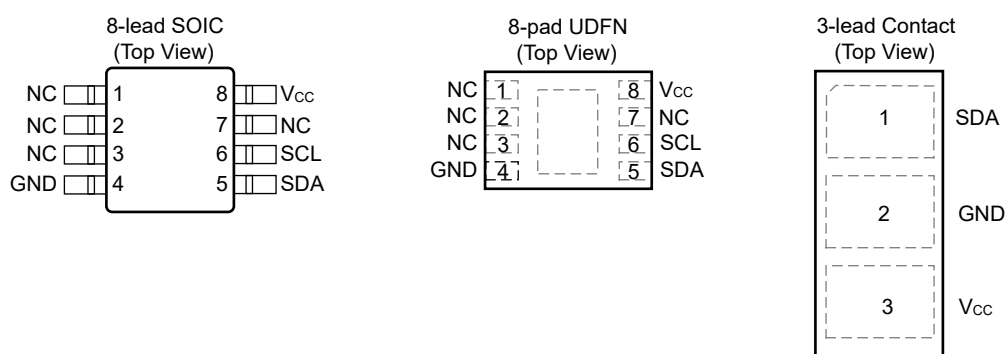 8-lead SOIC
(Top View)
NC 1 8 Vcc
NC 2 7 NC
NC 3 6 SCL
GND 4 5 SDA
8-pad UDFN
(Top View)
NC 1 8 Vcc
NC 2 7 NC
NC 3 6 SCL
GND 4 5 SDA
3-lead Contact
(Top View)
1 SDA
2 GND
3 Vcc